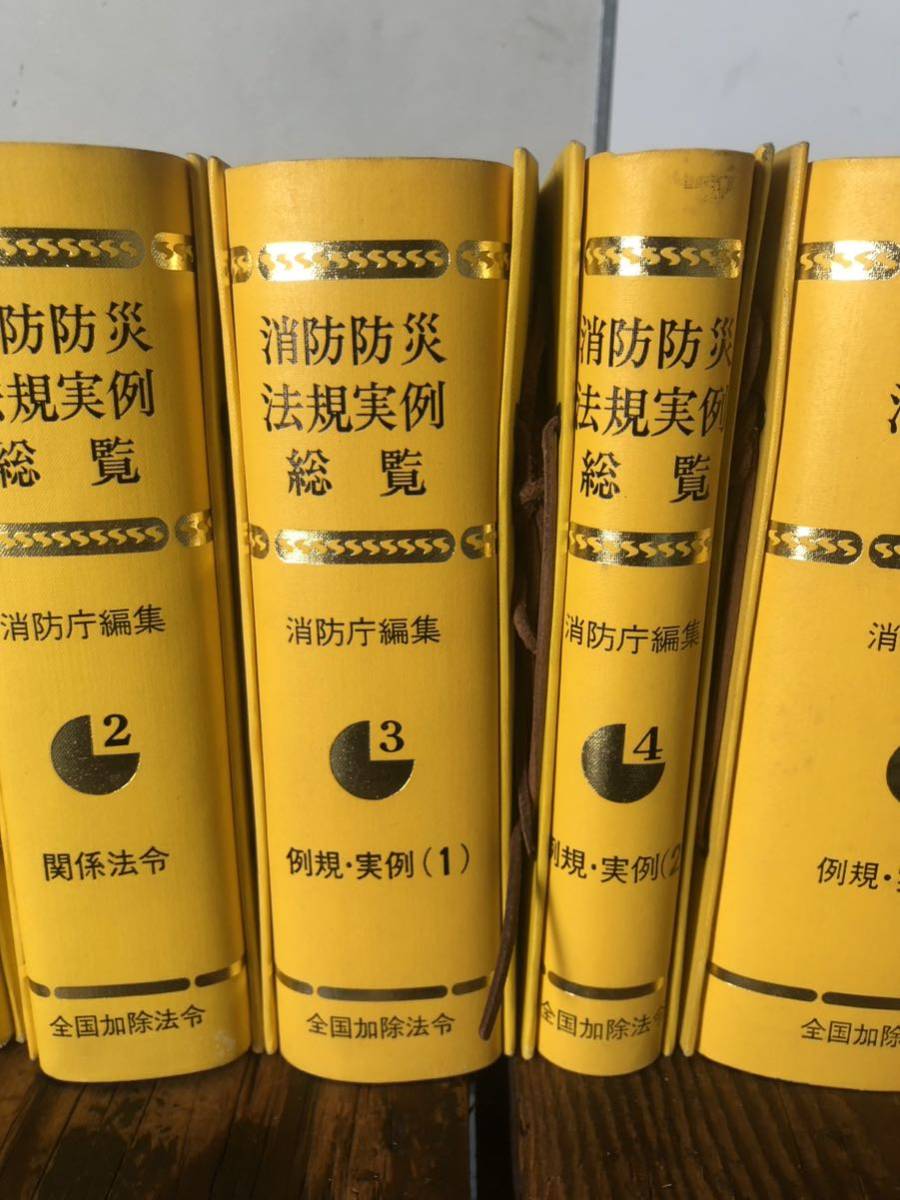 防防災
法規実例
総覧
消防庁編集
2
関係法令
全国加除法令
消防防災
法規実例
総覧
消防庁編集
3
例規・実例(1)
全国加除法令
消防防災
法規実例
総覧
消防庁編集
4
例規・実例(2
全国加除法令
消
例規・
全国加除